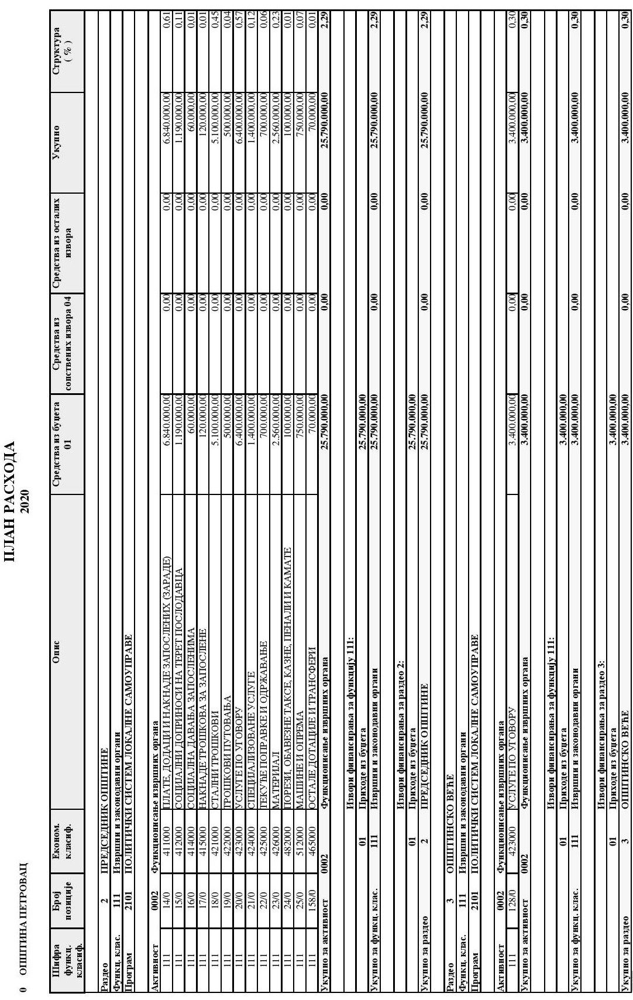 ПЛАН РАСХОДА
2020
0 ОПШТИНА ПЕТРОВАЦ
Шифра функц. класиф. Број позиције Економ. класиф. Опис Средства из буџета 01 Средства из сопствених извора 04 Средства из осталих извора Укупно Структура ( % )
Раздео 2 ПРЕДСЕДНИК ОПШТИНЕ
Функц. клас. 111 Извршни и законодавни органи
Програм 2101 ПОЛИТИЧКИ СИСТЕМ ЛОКАЛНЕ САМОУПРАВЕ
Активност 0002 Функционисање извршних органа
111 14/0 411000 ПЛАТЕ, ДОДАЦИ И НАКНАДЕ ЗАПОСЛЕНИХ (ЗАРАДЕ) 6.840.000,00 0,00 0,00 6.840.000,00 0,61
111 15/0 412000 СОЦИЈАЛНИ ДОПРИНОСИ НА ТЕРЕТ ПОСЛОДАВЦА 1.190.000,00 0,00 0,00 1.190.000,00 0,11
111 16/0 414000 СОЦИЈАЛНА ДАВАЊА ЗАПОСЛЕНИМА 60.000,00 0,00 0,00 60.000,00 0,01
111 17/0 415000 НАКНАДЕ ТРОШКОВА ЗА ЗАПОСЛЕНЕ 120.000,00 0,00 0,00 120.000,00 0,01
111 18/0 421000 СТАЛНИ ТРОШКОВИ 5.100.000,00 0,00 0,00 5.100.000,00 0,45
111 19/0 422000 ТРОШКОВИ ПУТОВАЊА 500.000,00 0,00 0,00 500.000,00 0,04
111 20/0 423000 УСЛУГЕ ПО УГОВОРУ 6.400.000,00 0,00 0,00 6.400.000,00 0,57
111 21/0 424000 СПЕЦИЈАЛИЗОВАНЕ УСЛУГЕ 1.400.000,00 0,00 0,00 1.400.000,00 0,12
111 22/0 425000 ТЕКУЋЕ ПОПРАВКЕ И ОДРЖАВАЊЕ 700.000,00 0,00 0,00 700.000,00 0,06
111 23/0 426000 МАТЕРИЈАЛ 2.560.000,00 0,00 0,00 2.560.000,00 0,23
111 24/0 482000 ПОРЕЗИ, ОБАВЕЗНЕ ТАКСЕ, КАЗНЕ, ПЕНАЛИ И КАМАТЕ 100.000,00 0,00 0,00 100.000,00 0,01
111 25/0 512000 МАШИНЕ И ОПРЕМА 750.000,00 0,00 0,00 750.000,00 0,07
111 158/0 465000 ОСТАЛЕ ДОТАЦИЈЕ И ТРАНСФЕРИ 70.000,00 0,00 0,00 70.000,00 0,01
Укупно за активност 0002 Функционисање извршних органа 25.790.000,00 0,00 0,00 25.790.000,00 2,29
Извори финансирања за функцију 111:
01 Приходе из буџета 25.790.000,00
Укупно за функц. клас. 111 Извршни и законодавни органи 25.790.000,00 0,00 0,00 25.790.000,00 2,29
Извори финансирања за раздео 2:
01 Приходе из буџета 25.790.000,00
Укупно за раздео 2 ПРЕДСЕДНИК ОПШТИНЕ 25.790.000,00 0,00 0,00 25.790.000,00 2,29
Раздео 3 ОПШТИНСКО ВЕЋЕ
Функц. клас. 111 Извршни и законодавни органи
Програм 2101 ПОЛИТИЧКИ СИСТЕМ ЛОКАЛНЕ САМОУПРАВЕ
Активност 0002 Функционисање извршних органа
111 128/0 423000 УСЛУГЕ ПО УГОВОРУ 3.400.000,00 0,00 0,00 3.400.000,00 0,30
Укупно за активност 0002 Функционисање извршних органа 3.400.000,00 0,00 0,00 3.400.000,00 0,30
Извори финансирања за функцију 111:
01 Приходе из буџета 3.400.000,00
Укупно за функц. клас. 111 Извршни и законодавни органи 3.400.000,00 0,00 0,00 3.400.000,00 0,30
Извори финансирања за раздео 3:
01 Приходе из буџета 3.400.000,00
Укупно за раздео 3 ОПШТИНСКО ВЕЋЕ 3.400.000,00 0,00 0,00 3.400.000,00 0,30